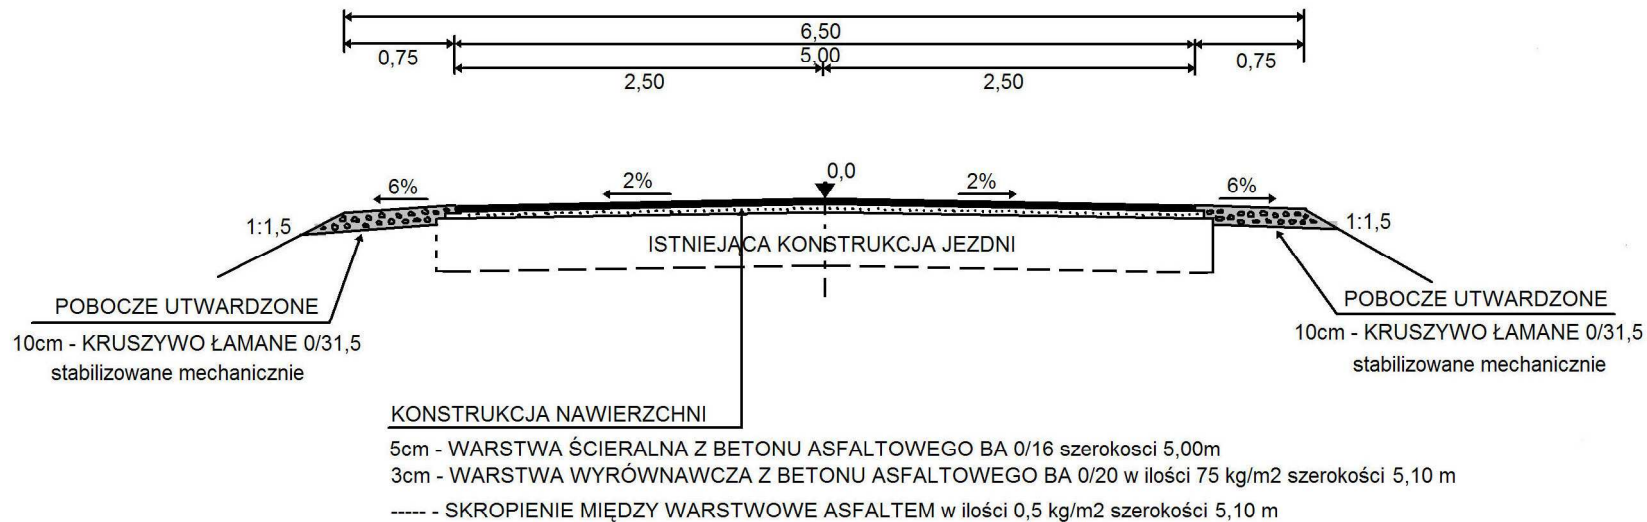 6,50
0,75
5,00
0,75
2,50
2,50
0,0
6%
2%
2%
6%
1:1,5
1:1,5
ISTNIEJĄCA KONSTRUKCJA JEZDNI
POBOCZE UTWARDZONE
10cm - KRUSZYWO ŁAMANE 0/31,5
stabilizowane mechanicznie
POBOCZE UTWARDZONE
10cm - KRUSZYWO ŁAMANE 0/31,5
stabilizowane mechanicznie
KONSTRUKCJA NAWIERZCHNI
5cm - WARSTWA ŚCIERALNA Z BETONU ASFALTOWEGO BA 0/16 szerokosci 5,00m
3cm - WARSTWA WYRÓWNAWCZA Z BETONU ASFALTOWEGO BA 0/20 w ilości 75 kg/m2 szerokości 5,10 m
----- - SKROPIENIE MIĘDZY WARSTWOWE ASFALTEM w ilości 0,5 kg/m2 szerokości 5,10 m